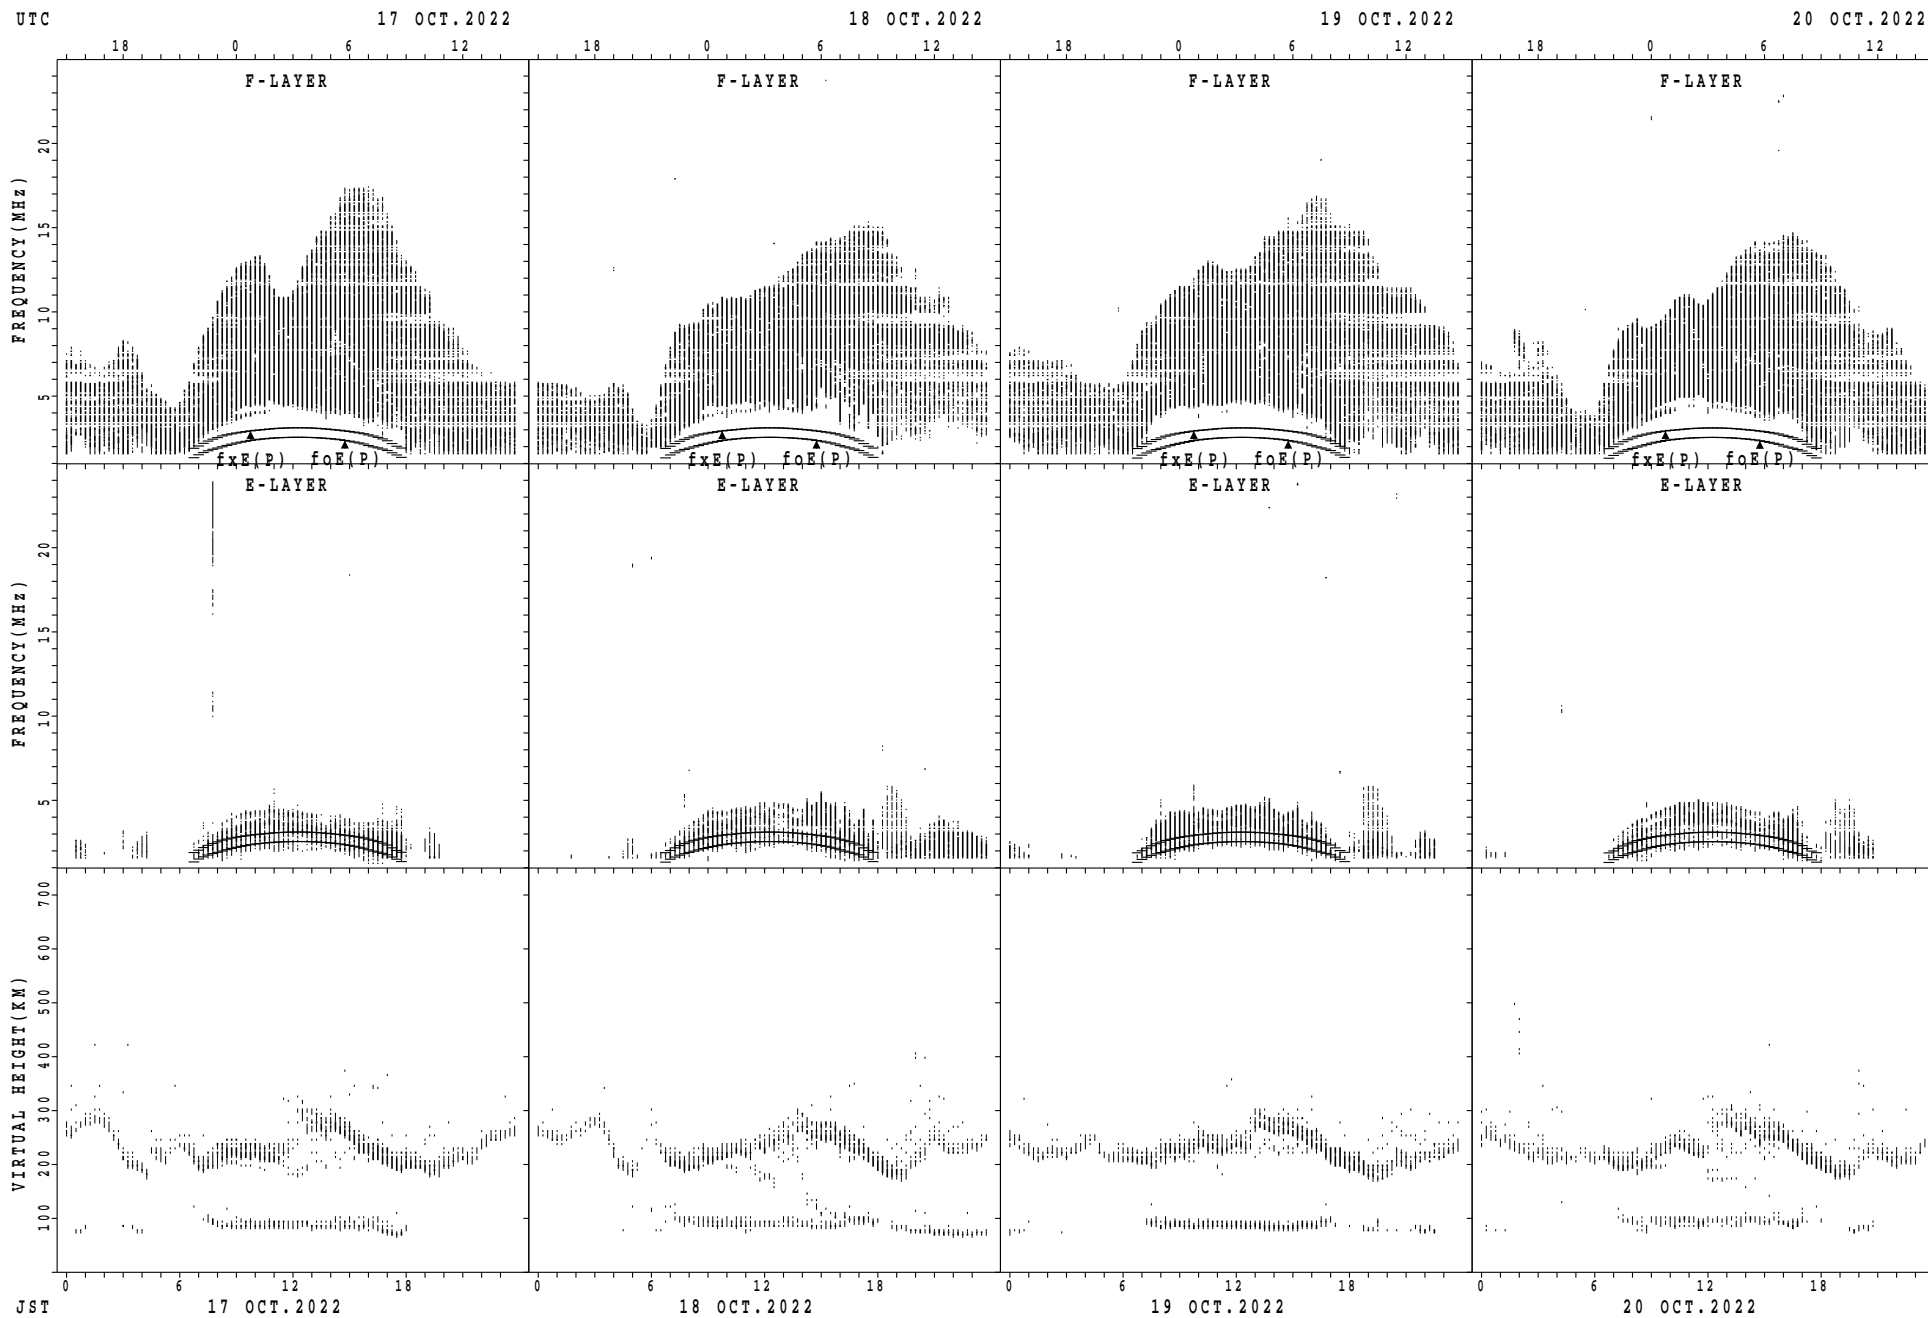 UTC 17 OCT.2022 18 OCT.2022 19 OCT.2022 20 OCT.2022
18 0 6 12 18 0 6 12 18 0 6 12 18 0 6 12
F-LAYER F-LAYER F-LAYER F-LAYER
FREQUENCY(MHz)
20
15
10
5
fxE(P) foE(P) fxE(P) foE(P) fxE(P) foE(P) fxE(P) foE(P)
E-LAYER E-LAYER E-LAYER E-LAYER
FREQUENCY(MHz)
20
15
10
5
VIRTUAL HEIGHT(KM)
700
600
500
400
300
200
100
0 6 12 18 0 6 12 18 0 6 12 18 0 6 12 18
JST 17 OCT.2022 18 OCT.2022 19 OCT.2022 20 OCT.2022